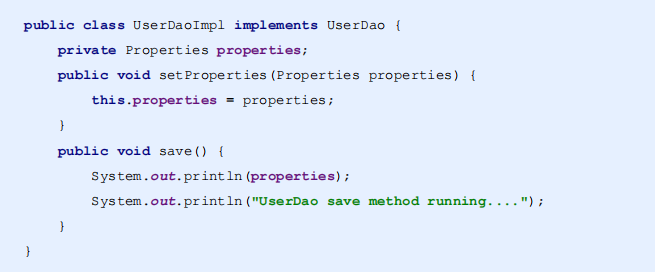 public class UserDaoImpl implements UserDao {
    private Properties properties;
    public void setProperties(Properties properties) {
        this.properties = properties;
    }
    public void save() {
        System.out.println(properties);
        System.out.println("UserDao save method running....");
    }
}